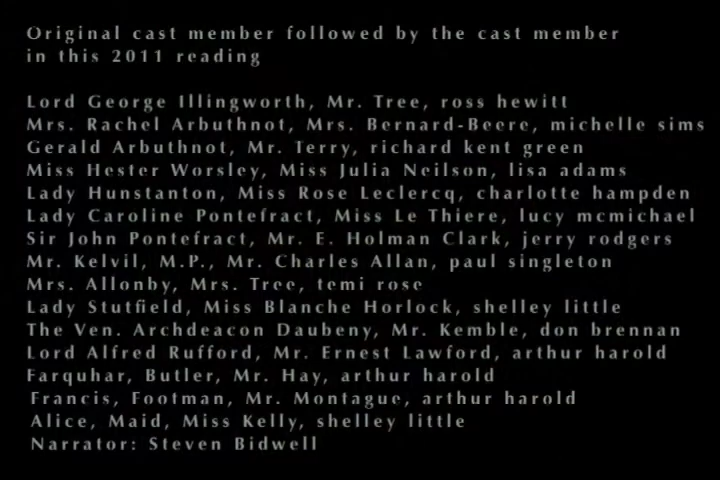 Original cast member followed by the cast member
in this 2011 reading
Lord George Illingworth, Mr. Tree, ross hewitt
Mrs. Rachel Arbuthnot, Mrs. Bernard-Beere, michelle sims
Gerald Arbuthnot, Mr. Terry, richard kent green
Miss Hester Worsley, Miss Julia Neilson, lisa adams
Lady Hunstanton, Miss Rose Leclercq, charlotte hampden
Lady Caroline Pontefract, Miss Le Thiere, lucy mcmichael
Sir John Pontefract, Mr. E. Holman Clark, jerry rodgers
Mr. Kelvil, M.P., Mr. Charles Allan, paul singleton
Mrs. Allonby, Mrs. Tree, temi rose
Lady Stutfield, Miss Blanche Horlock, shelley little
The Ven. Archdeacon Daubeny, Mr. Kemble, don brennan
Lord Alfred Rufford, Mr. Ernest Lawford, arthur harold
Farquhar, Butler, Mr. Hay, arthur harold
Francis, Footman, Mr. Montague, arthur harold
Alice, Maid, Miss Kelly, shelley little
Narrator: Steven Bidwell